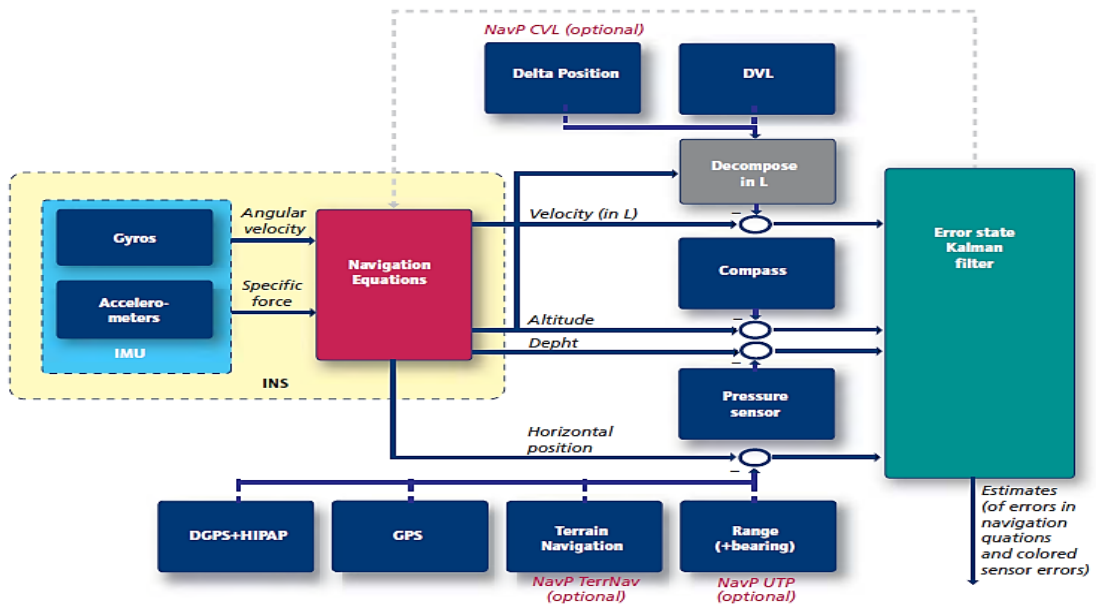 NavP CVL (optional)
Delta Position
DVL
Decompose
in L
Angular
velocity
Velocity (in L)
Gyros
Navigation
Equations
Error state
Kalman
filter
Compass
Specific
force
Accelero-
meters
Altitude
Depht
IMU
INS
Pressure
sensor
Horizontal
position
Estimates
(of errors in
navigation
quations
and colored
sensor errors)
DGPS+HIPAP
GPS
Terrain
Navigation
Range
(+bearing)
NavP TerrNav
(optional)
NavP UTP
(optional)